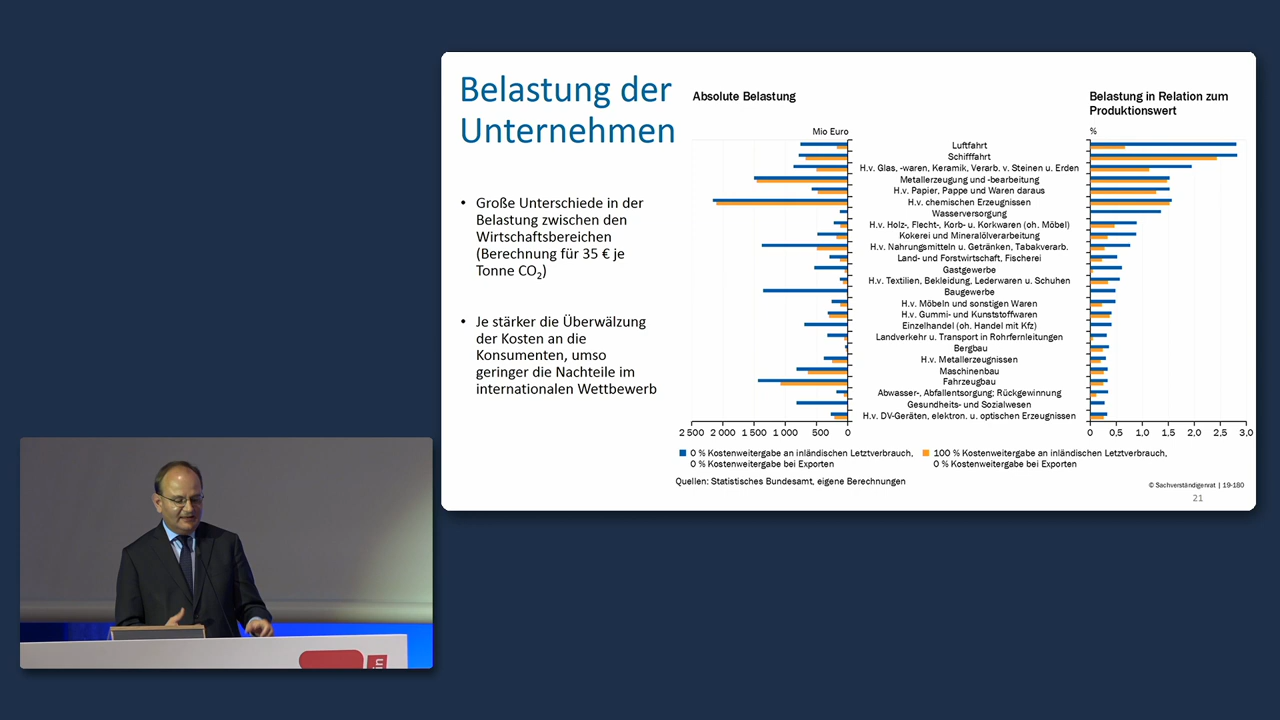 Belastung der
Unternehmen
• Große Unterschiede in der
Belastung zwischen den
Wirtschaftsbereichen
(Berechnung für 35 € je
Tonne CO2)
• Je stärker die Überwälzung
der Kosten an die
Konsumenten, umso
geringer die Nachteile im
internationalen Wettbewerb
Absolute Belastung
Belastung in Relation zum
Produktionswert
Mio Euro
%
Luftfahrt
Schifffahrt
H.v. Glas, -waren, Keramik, Verarb. v. Steinen u. Erden
Metallerzeugung und -bearbeitung
H.v. Papier, Pappe und Waren daraus
H.v. chemischen Erzeugnissen
Wasserversorgung
H.v. Holz-, Flecht-, Korb- u. Korkwaren (oh. Möbel)
Kokerei und Mineralölverarbeitung
H.v. Nahrungsmitteln u. Getränken, Tabakverarb.
Land- und Forstwirtschaft, Fischerei
Gastgewerbe
H.v. Textilien, Bekleidung, Lederwaren u. Schuhen
Baugewerbe
H.v. Möbeln und sonstigen Waren
H.v. Gummi- und Kunststoffwaren
Einzelhandel (oh. Handel mit Kfz)
Landverkehr u. Transport in Rohrfernleitungen
Bergbau
H.v. Metallerzeugnissen
Maschinenbau
Fahrzeugbau
Abwasser-, Abfallentsorgung; Rückgewinnung
Gesundheits- und Sozialwesen
H.v. DV-Geräten, elektron. u. optischen Erzeugnissen
2 500 2 000 1 500 1 000 500 0
0 0,5 1,0 1,5 2,0 2,5 3,0
0 % Kostenweitergabe an inländischen Letztverbrauch,
0 % Kostenweitergabe bei Exporten
100 % Kostenweitergabe an inländischen Letztverbrauch,
0 % Kostenweitergabe bei Exporten
Quellen: Statistisches Bundesamt, eigene Berechnungen
© Sachverständigenrat | 19-180
21
in